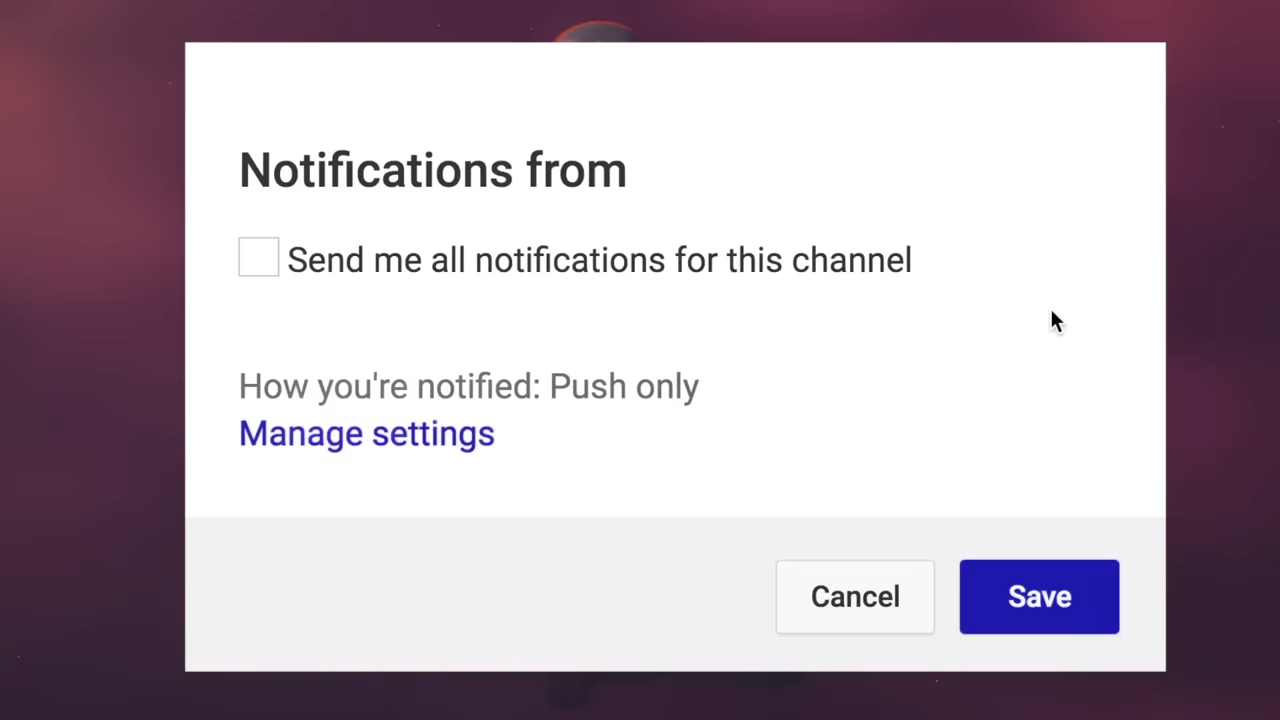 Notifications from
Send me all notifications for this channel
How you're notified: Push only
Manage settings
Cancel
Save